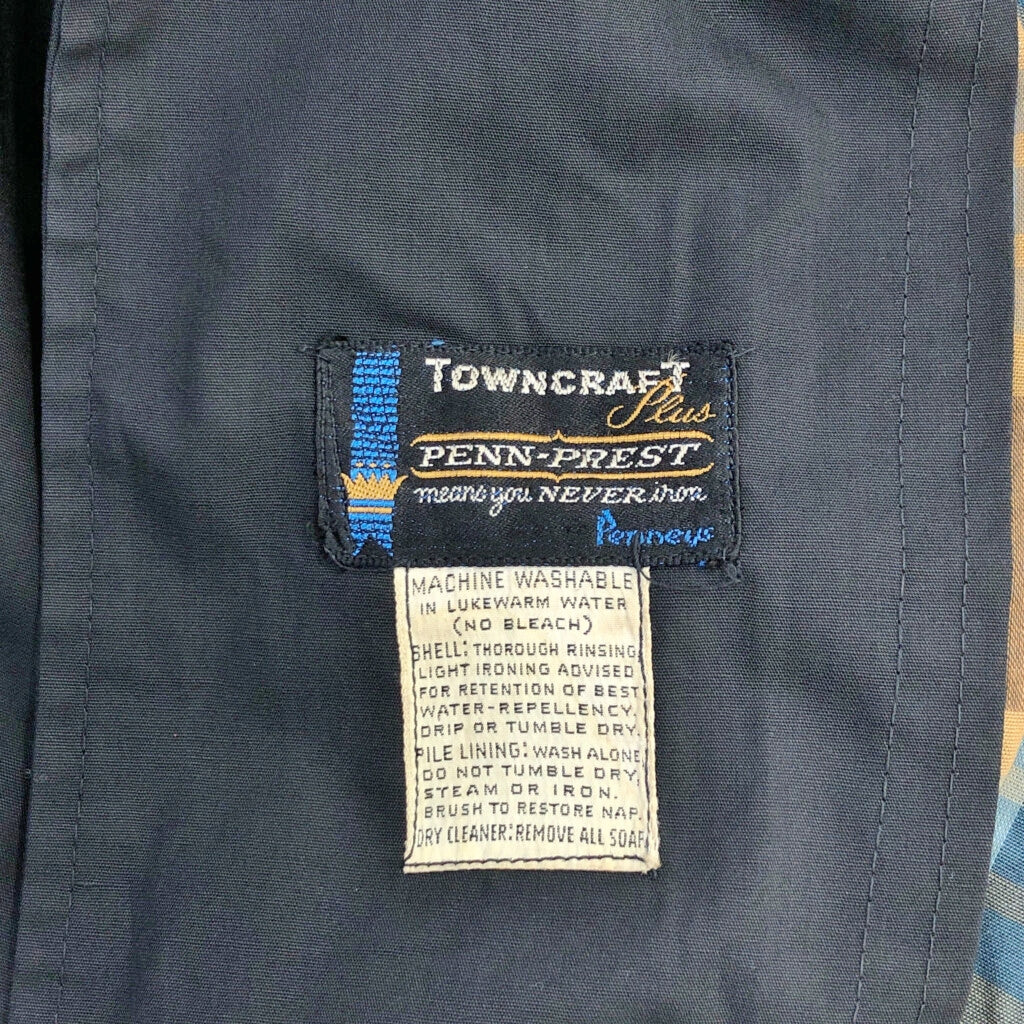 TOWNCRAFT
Plus
PENN-PREST
means you NEVER iron
Penneys
MACHINE WASHABLE
IN LUKEWARM WATER
(NO BLEACH)
SHELL: THOROUGH RINSING
LIGHT IRONING ADVISED
FOR RETENTION OF BEST
WATER-REPELLENCY.
DRIP OR TUMBLE DRY.
PILE LINING: WASH ALONE
DO NOT TUMBLE DRY,
STEAM OR IRON.
BRUSH TO RESTORE NAP.
DRY CLEANER: REMOVE ALL SOAP